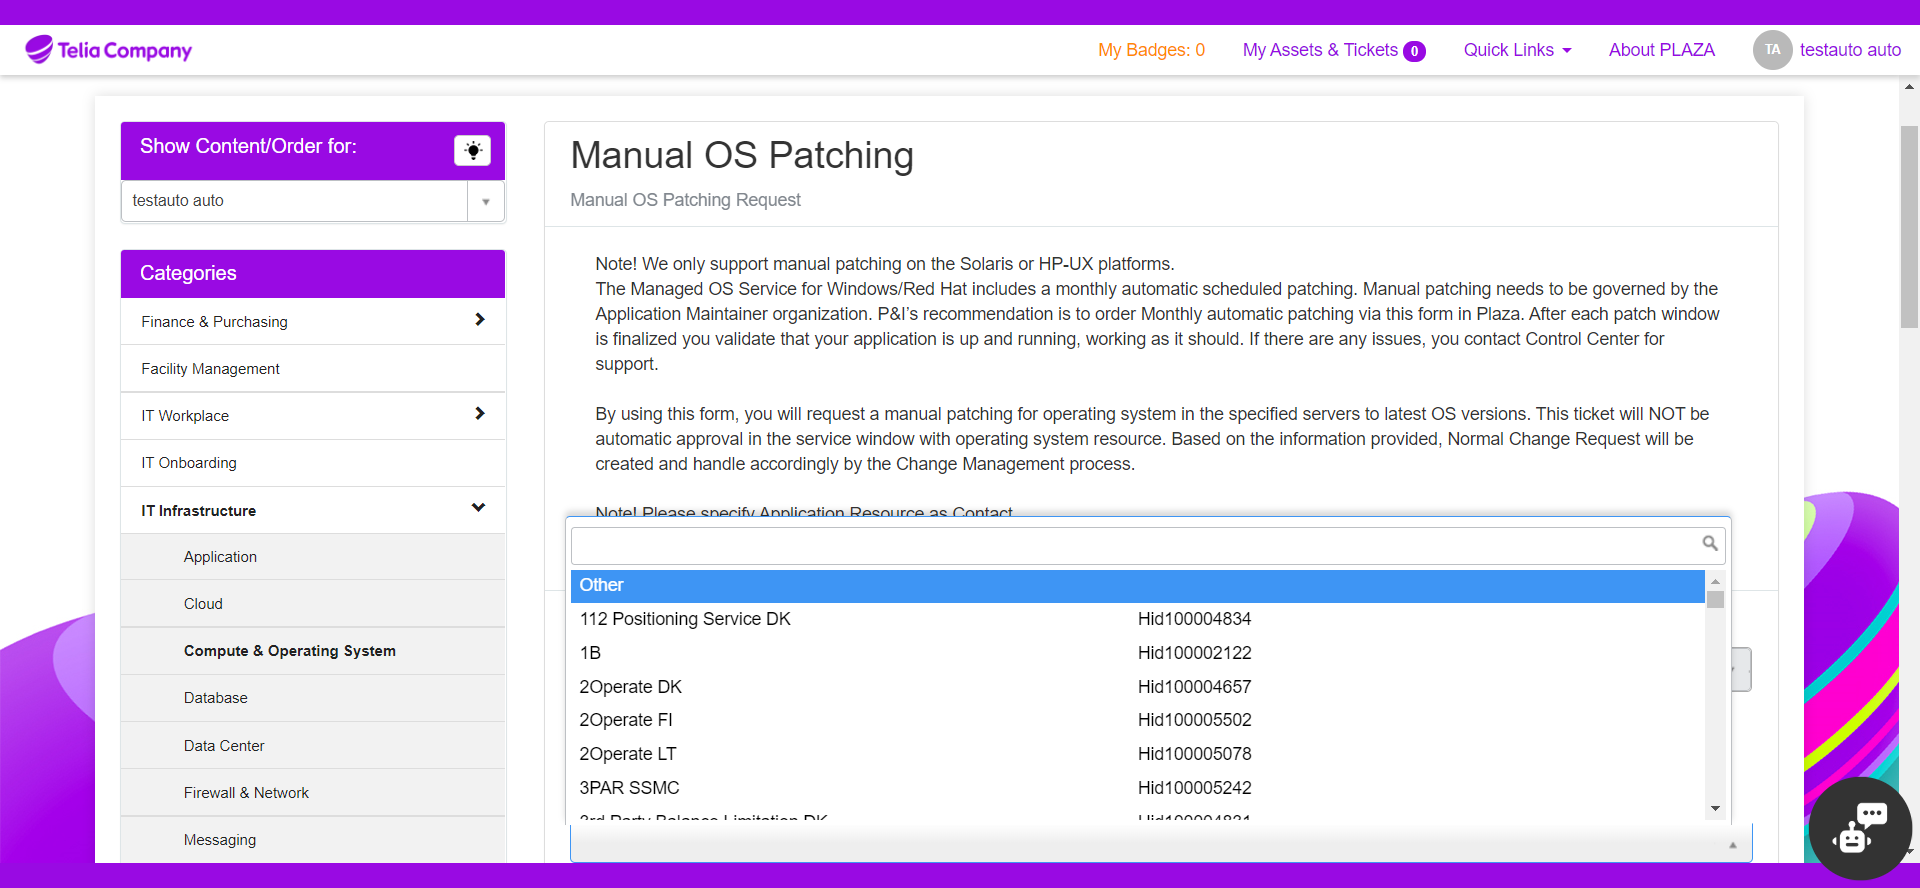 Telia Company
My Badges: 0
My Assets & Tickets 0
Quick Links
About PLAZA
TA
testauto auto
Show Content/Order for:
testauto auto
Categories
Finance & Purchasing
Facility Management
IT Workplace
IT Onboarding
IT Infrastructure
Application
Cloud
Compute & Operating System
Database
Data Center
Firewall & Network
Messaging
Manual OS Patching
Manual OS Patching Request
Note! We only support manual patching on the Solaris or HP-UX platforms.
The Managed OS Service for Windows/Red Hat includes a monthly automatic scheduled patching. Manual patching needs to be governed by the
Application Maintainer organization. P&I's recommendation is to order Monthly automatic patching via this form in Plaza. After each patch window
is finalized you validate that your application is up and running, working as it should. If there are any issues, you contact Control Center for
support.
By using this form, you will request a manual patching for operating system in the specified servers to latest OS versions. This ticket will NOT be
automatic approval in the service window with operating system resource. Based on the information provided, Normal Change Request will be
created and handle accordingly by the Change Management process.
Note! Please specify Application Resource as Contact
Other
112 Positioning Service DK Hid100004834
1B Hid100002122
2Operate DK Hid100004657
2Operate FI Hid100005502
2Operate LT Hid100005078
3PAR SSMC Hid100005242
3rd Party Balance Limitation DK Hid100004831